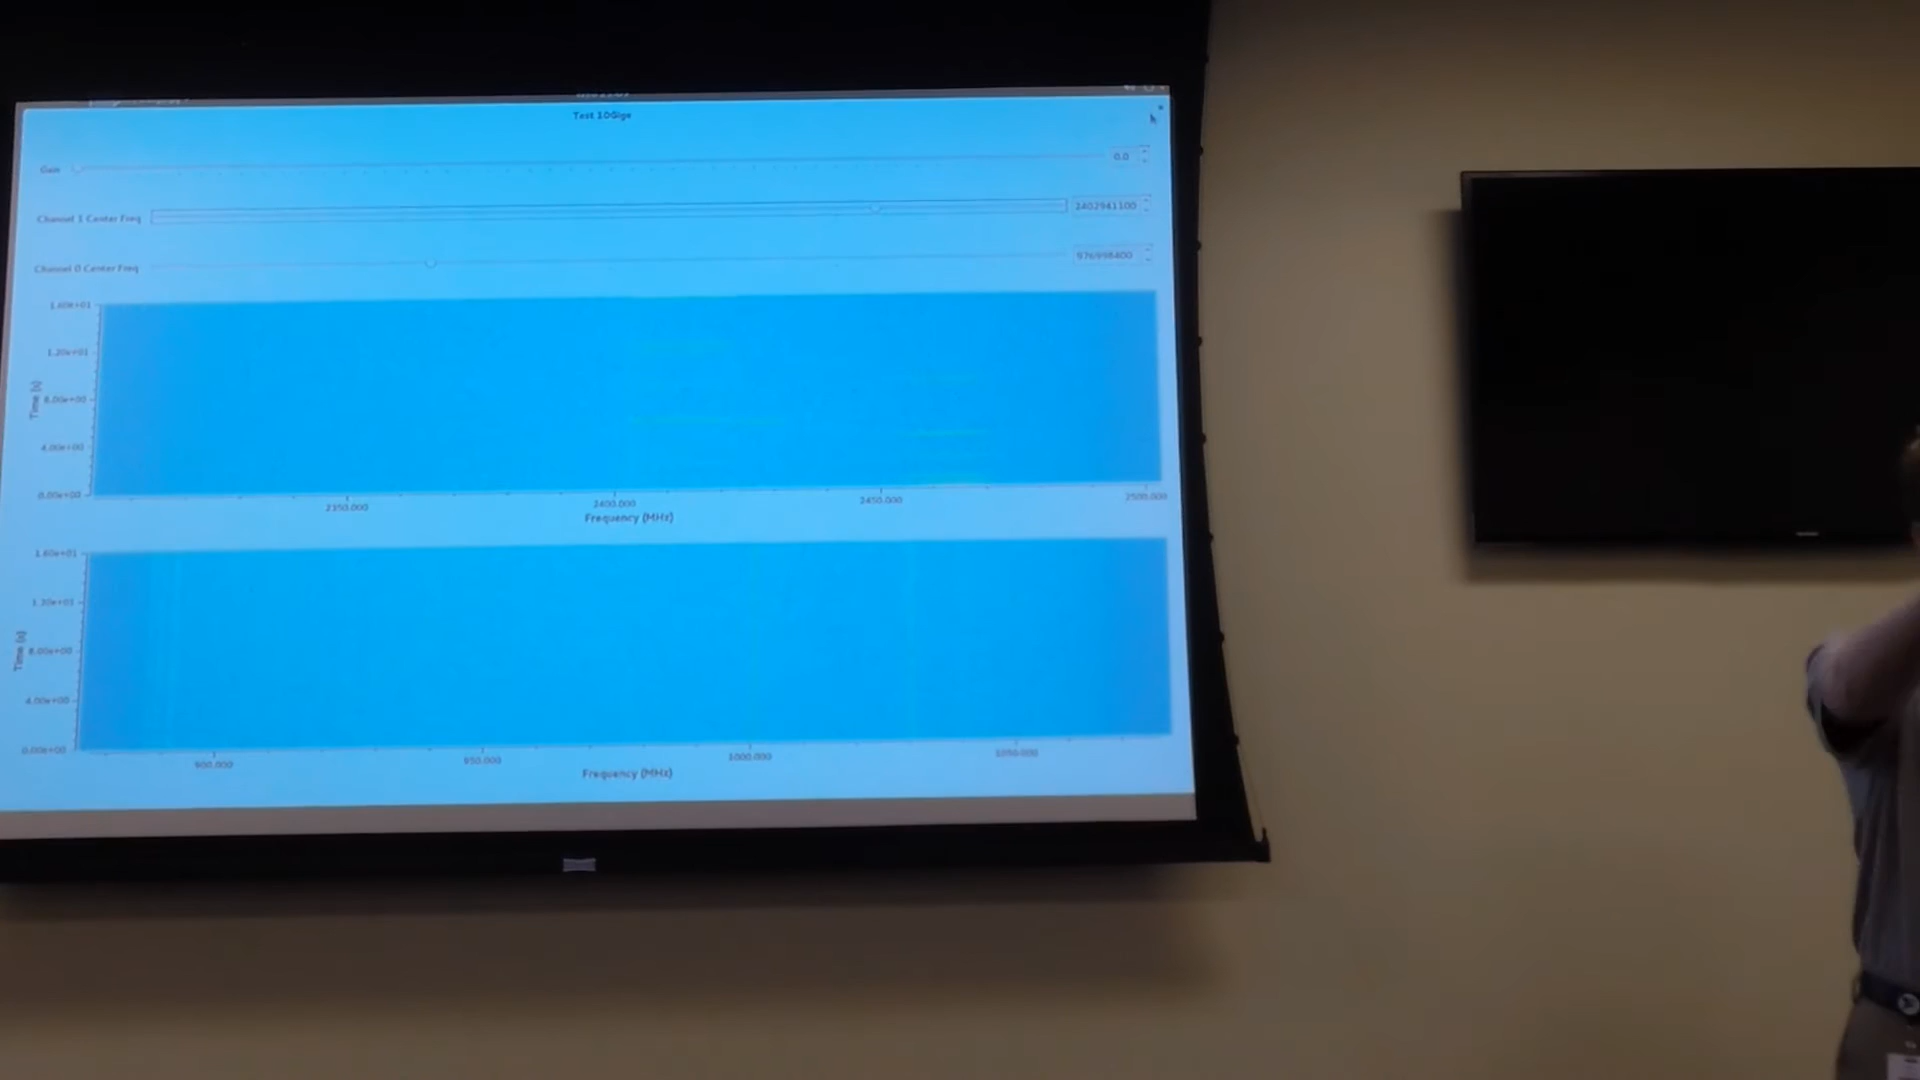 Test 10Gige
Gain 0.0
Channel 1 Center Freq 2402941100
Channel 0 Center Freq 976998400
1.60e+01
1.20e+01
8.00e+00
4.00e+00
0.00e+00
Time (s)
2350.000 2400.000 2450.000 2500.000
Frequency (MHz)
1.60e+01
1.20e+01
8.00e+00
4.00e+00
0.00e+00
Time (s)
900.000 950.000 1000.000 1050.000
Frequency (MHz)